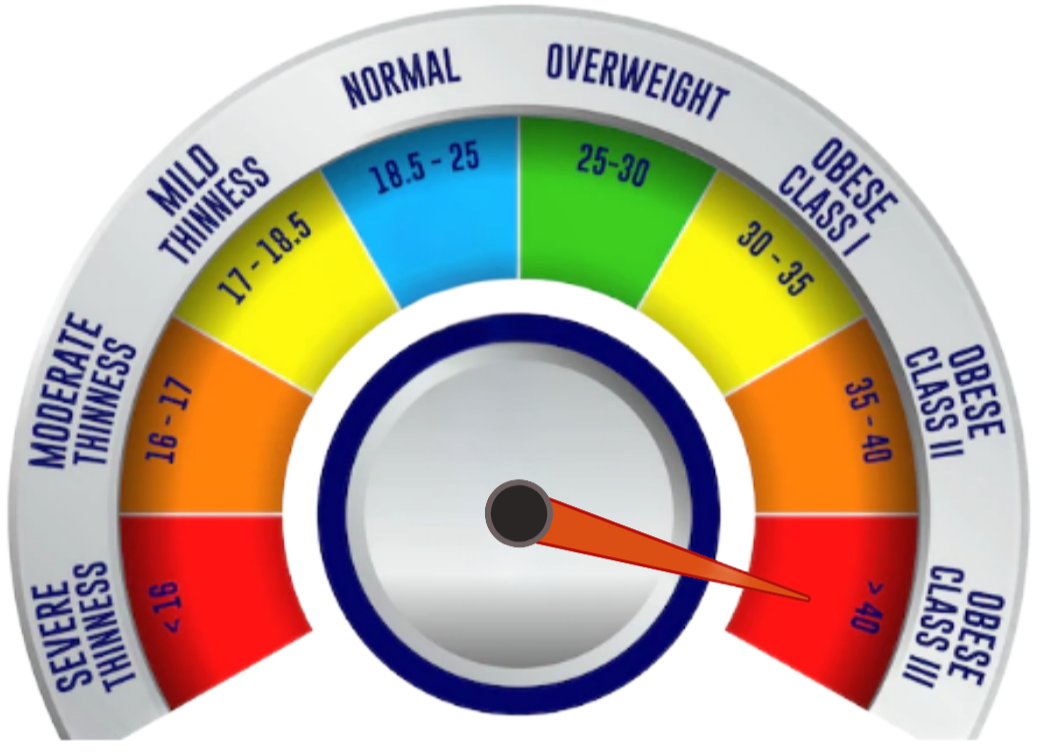 SEVERE
THINNESS
< 16
MODERATE
THINNESS
16 - 17
MILD
THINNESS
17 - 18.5
NORMAL
18.5 - 25
OVERWEIGHT
25-30
OBESE
CLASS I
30 - 35
OBESE
CLASS II
35 - 40
OBESE
CLASS III
> 40